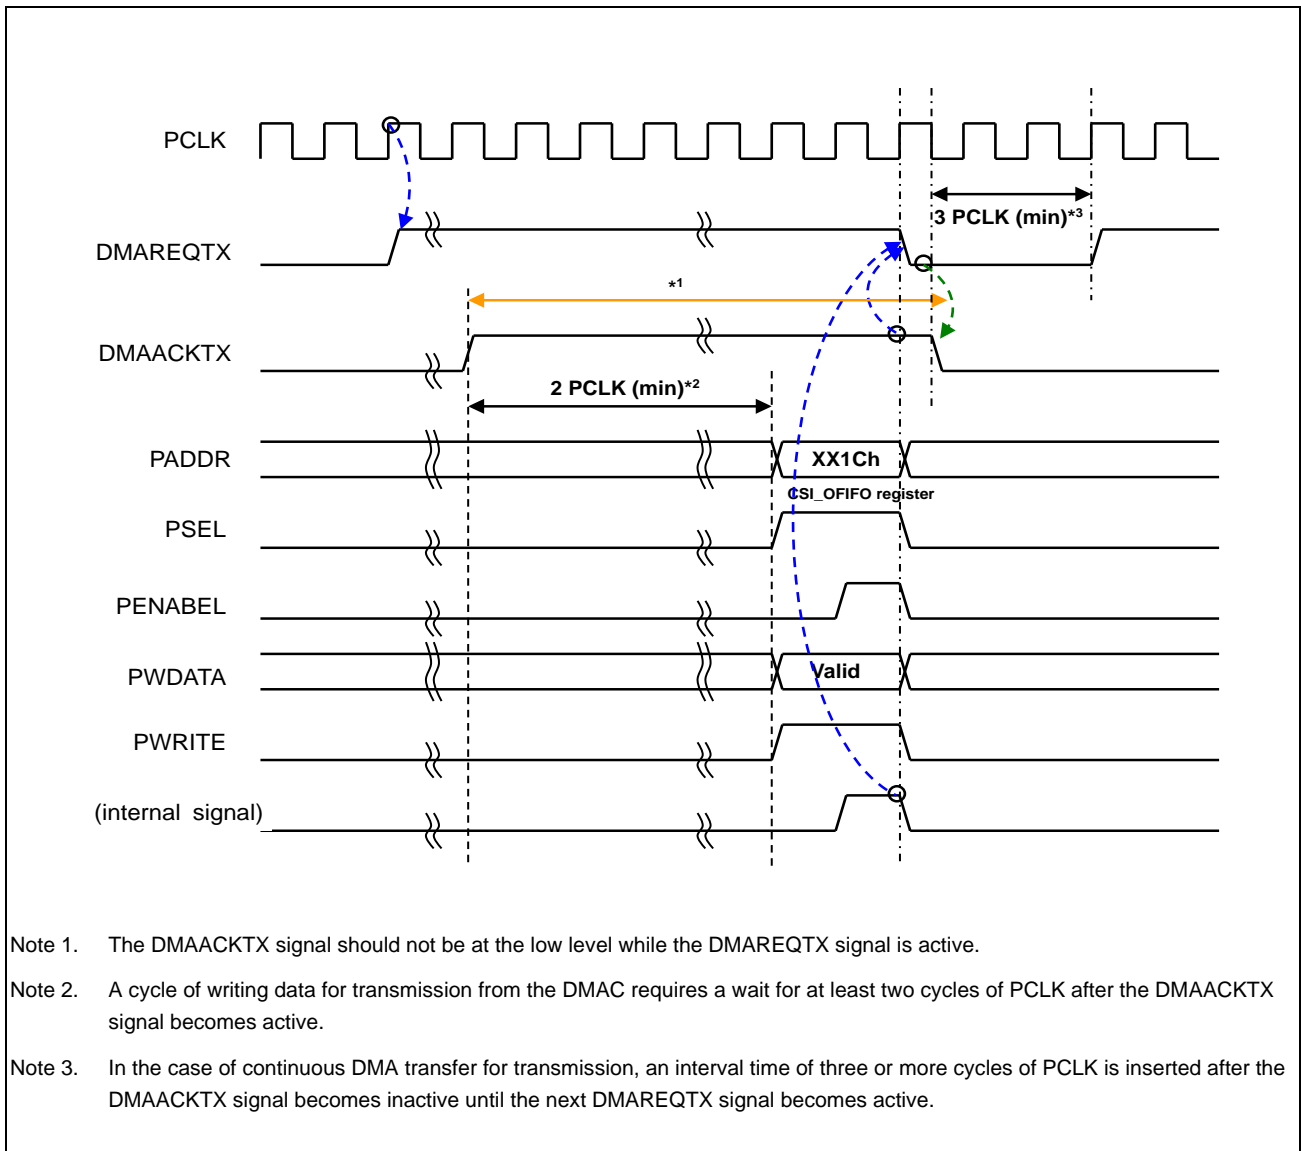 PCLK
3 PCLK (min)*3
DMAREQTX
*1
DMAACKTX
2 PCLK (min)*2
PADDR
XX1Ch
CSI_OFIFO register
PSEL
PENABEL
PWDATA
Valid
PWRITE
(internal signal)
Note 1. The DMAACKTX signal should not be at the low level while the DMAREQTX signal is active.
Note 2. A cycle of writing data for transmission from the DMAC requires a wait for at least two cycles of PCLK after the DMAACKTX
signal becomes active.
Note 3. In the case of continuous DMA transfer for transmission, an interval time of three or more cycles of PCLK is inserted after the
DMAACKTX signal becomes inactive until the next DMAREQTX signal becomes active.